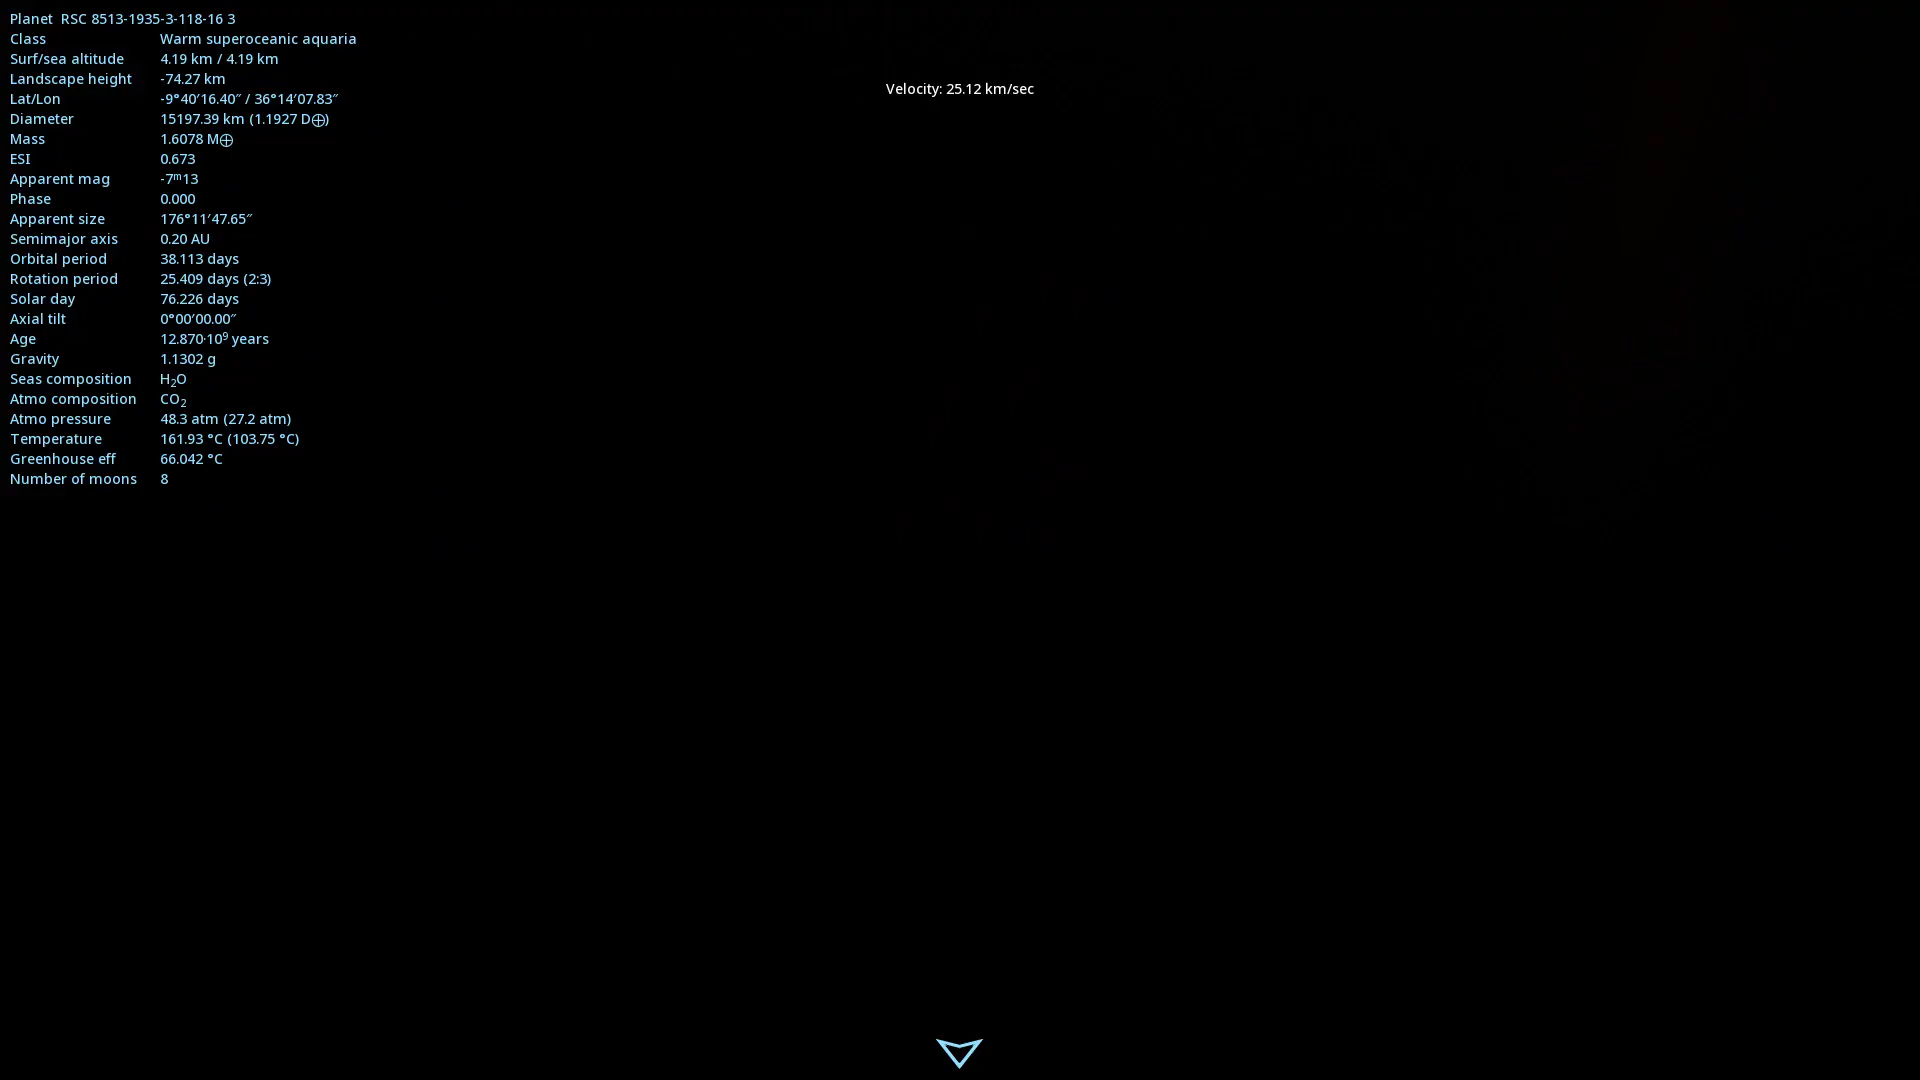 Planet RSC 8513-1935-3-118-16 3
Class Warm superoceanic aquaria
Surf/sea altitude 4.19 km / 4.19 km
Landscape height -74.27 km
Lat/Lon -9°40′16.40″ / 36°14′07.83″
Diameter 15197.39 km (1.1927 D⊕)
Mass 1.6078 M⊕
ESI 0.673
Apparent mag -7ᵐ13
Phase 0.000
Apparent size 176°11′47.65″
Semimajor axis 0.20 AU
Orbital period 38.113 days
Rotation period 25.409 days (2:3)
Solar day 76.226 days
Axial tilt 0°00′00.00″
Age 12.870·10⁹ years
Gravity 1.1302 g
Seas composition H₂O
Atmo composition CO₂
Atmo pressure 48.3 atm (27.2 atm)
Temperature 161.93 °C (103.75 °C)
Greenhouse eff 66.042 °C
Number of moons 8
Velocity: 25.12 km/sec